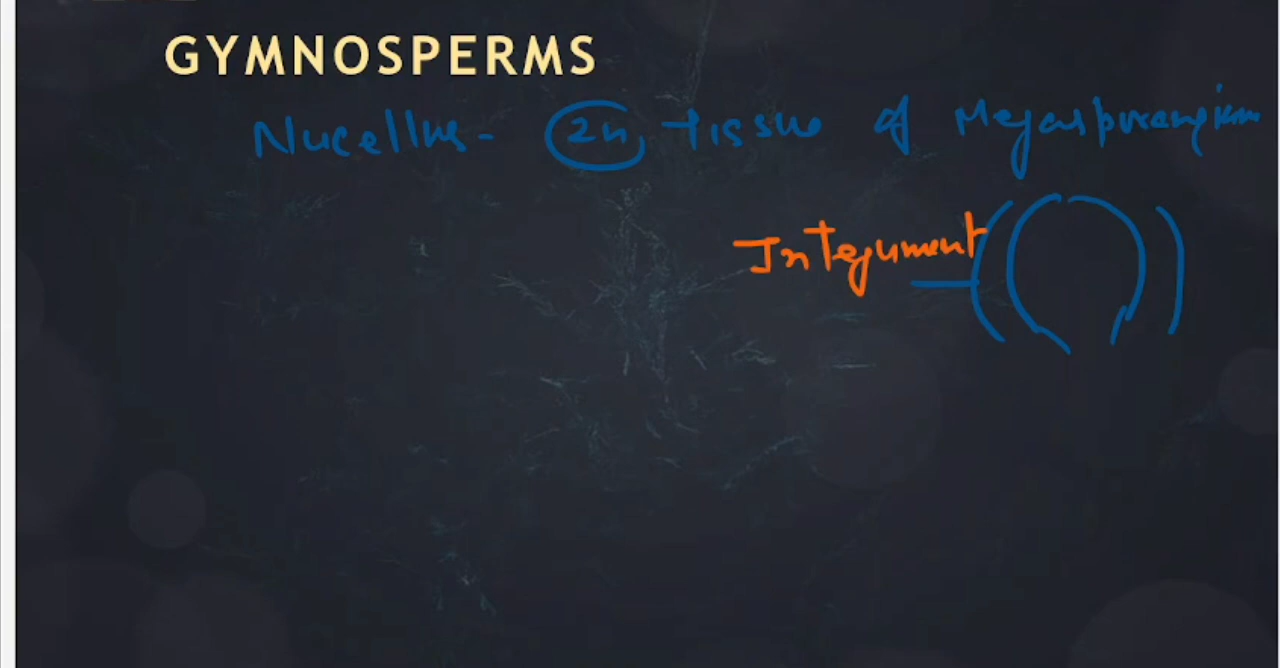 GYMNOSPERMS
Nucellus - 2n tissue of Megasporangium
Integument